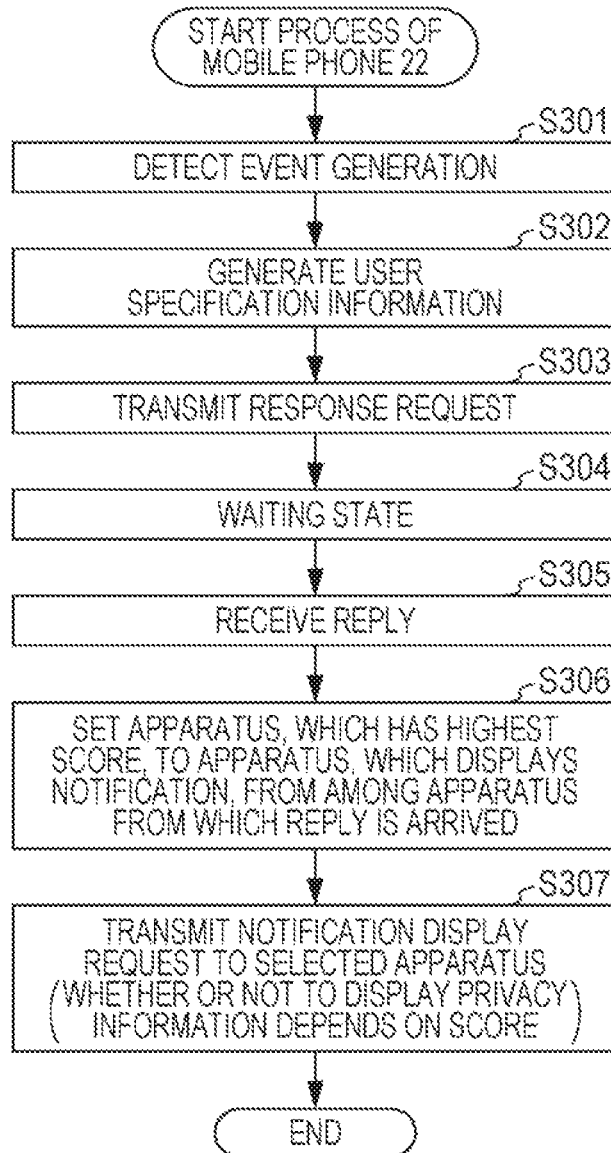 START PROCESS OF
MOBILE PHONE 22
S301
DETECT EVENT GENERATION
S302
GENERATE USER
SPECIFICATION INFORMATION
S303
TRANSMIT RESPONSE REQUEST
S304
WAITING STATE
S305
RECEIVE REPLY
S306
SET APPARATUS, WHICH HAS HIGHEST
SCORE, TO APPARATUS, WHICH DISPLAYS
NOTIFICATION, FROM AMONG APPARATUS
FROM WHICH REPLY IS ARRIVED
S307
TRANSMIT NOTIFICATION DISPLAY
REQUEST TO SELECTED APPARATUS
(WHETHER OR NOT TO DISPLAY PRIVACY
INFORMATION DEPENDS ON SCORE)
END